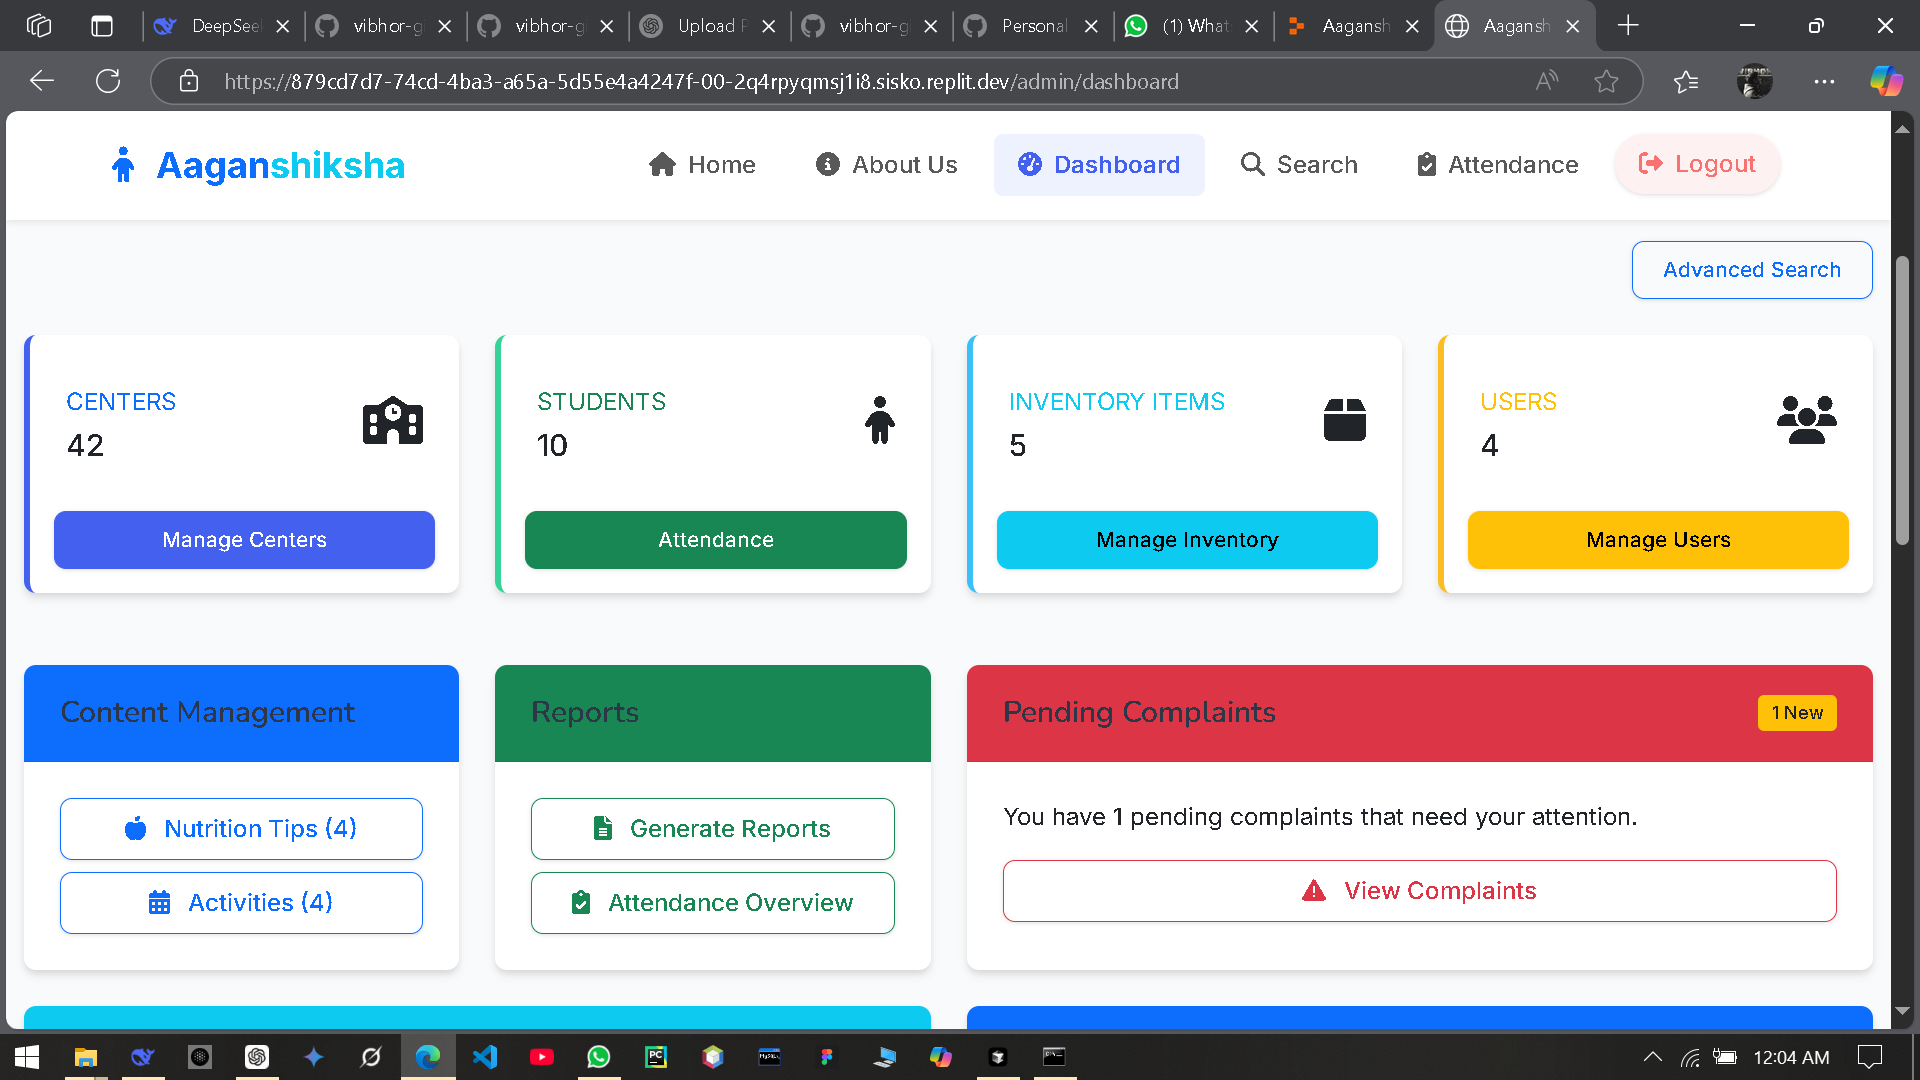 DeepSee
vibhor-g
vibhor-g
Upload P
vibhor-g
Personal
(1) What
Aagansh
Aagansh
https://879cd7d7-74cd-4ba3-a65a-5d55e4a4247f-00-2q4rpyqmsj1i8.sisko.replit.dev/admin/dashboard
Aaganshiksha
Home
About Us
Dashboard
Search
Attendance
Logout
Advanced Search
CENTERS
42
Manage Centers
STUDENTS
10
Attendance
INVENTORY ITEMS
5
Manage Inventory
USERS
4
Manage Users
Content Management
Nutrition Tips (4)
Activities (4)
Reports
Generate Reports
Attendance Overview
Pending Complaints
1 New
You have 1 pending complaints that need your attention.
View Complaints
12:04 AM